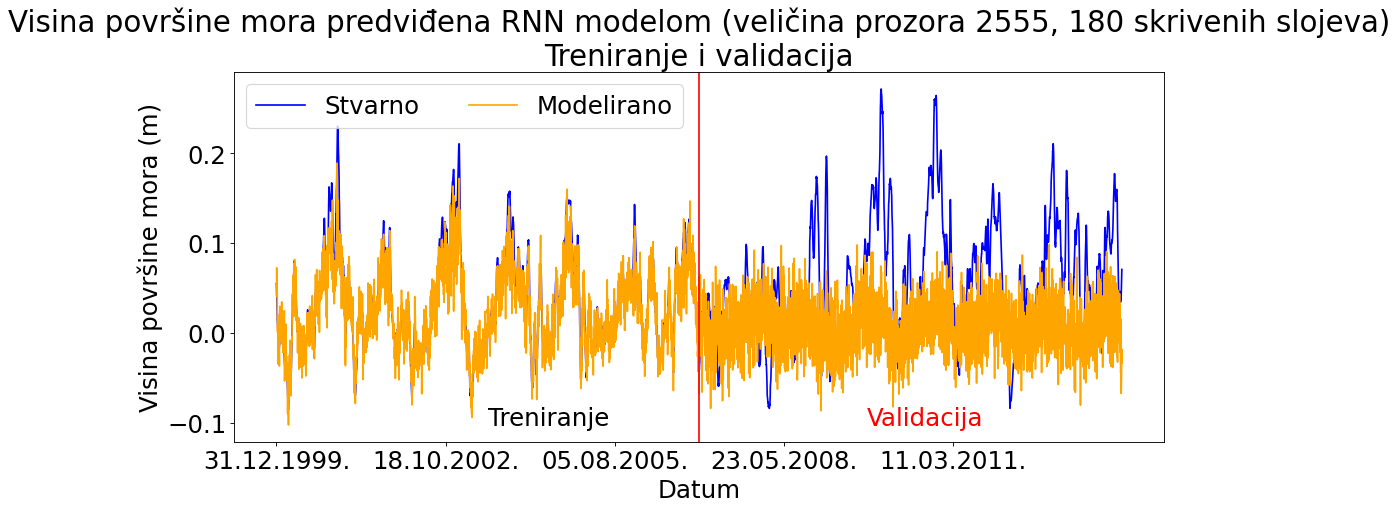 Visina površine mora predviđena RNN modelom (veličina prozora 2555, 180 skrivenih slojeva)
Treniranje i validacija
Stvarno
Modelirano
Visina površine mora (m)
0.2
0.1
0.0
−0.1
Treniranje
Validacija
31.12.1999.
18.10.2002.
05.08.2005.
23.05.2008.
11.03.2011.
Datum